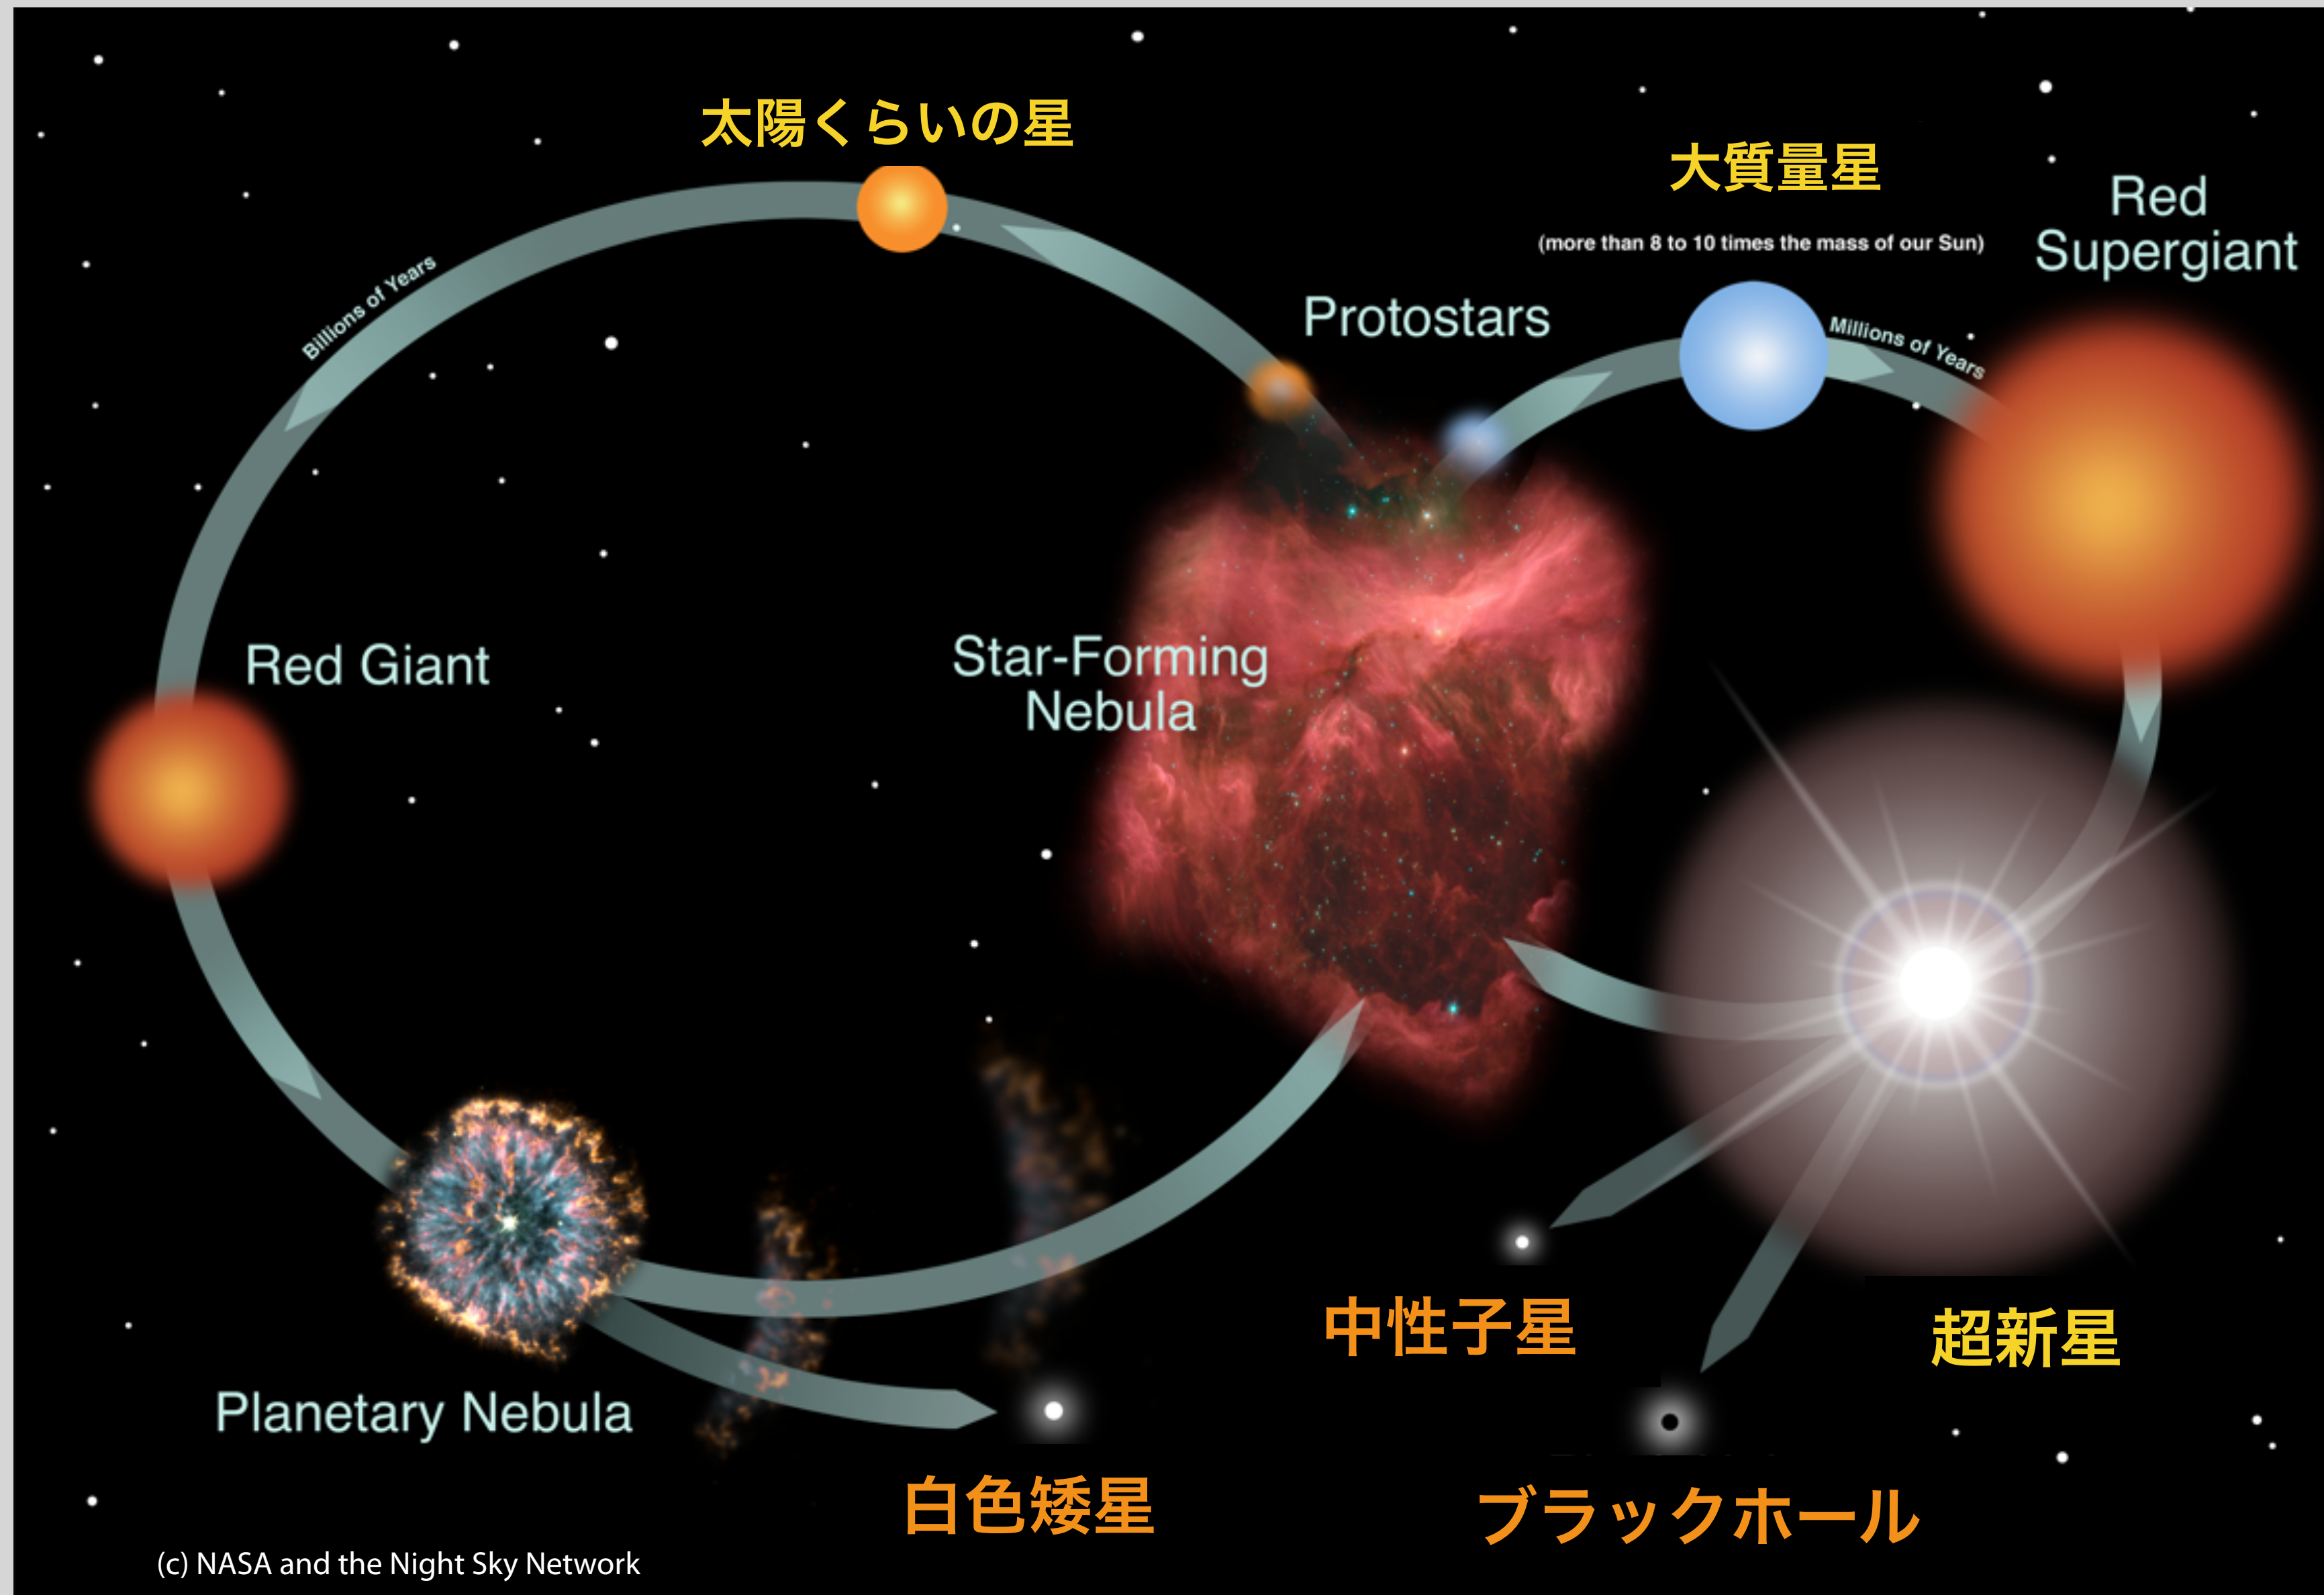 太陽くらいの星
大質量星
(more than 8 to 10 times the mass of our Sun)
Red
Supergiant
Protostars
Millions of Years
Billions of Years
Red Giant
Star-Forming
Nebula
中性子星
超新星
Planetary Nebula
白色矮星
ブラックホール
(c) NASA and the Night Sky Network